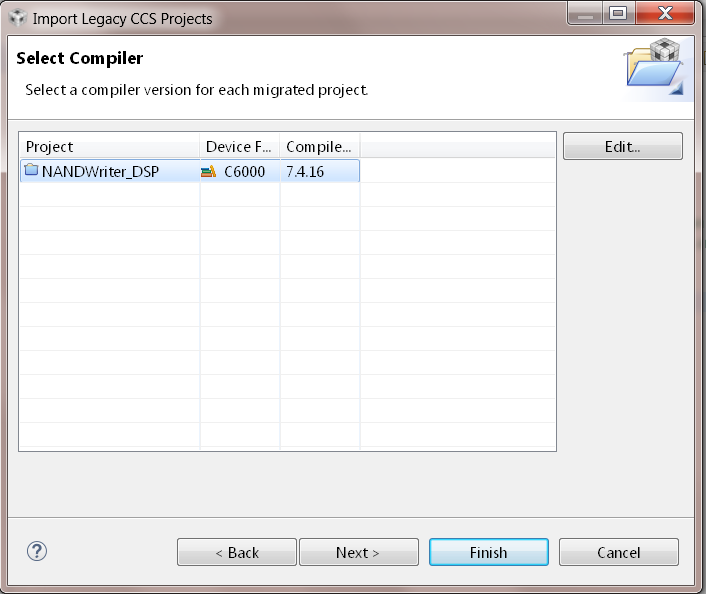 Import Legacy CCS Projects
Select Compiler
Select a compiler version for each migrated project.
Project Device F... Compile...
NANDWriter_DSP C6000 7.4.16
Edit...
?
< Back Next > Finish Cancel